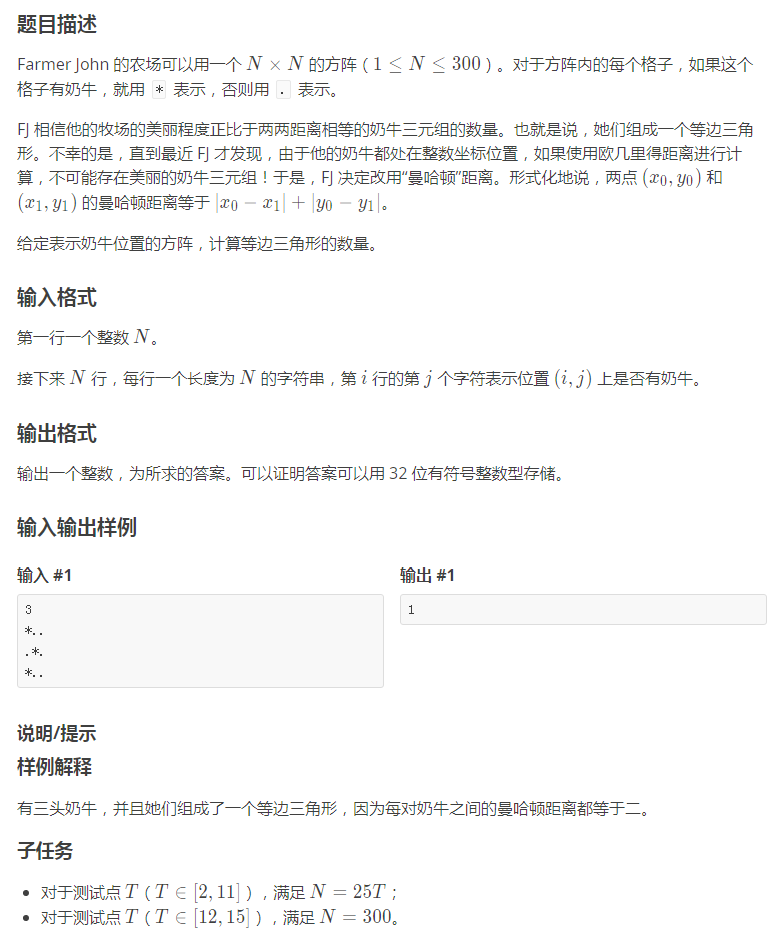 题目描述
Farmer John 的农场可以用一个 N × N 的方阵（1 ≤ N ≤ 300）。对于方阵内的每个格子，如果这个
格子有奶牛，就用 * 表示，否则用 . 表示。
FJ 相信他的牧场的美丽程度正比于两两距离相等的奶牛三元组的数量。也就是说，她们组成一个等边三角
形。不幸的是，直到最近 FJ 才发现，由于他的奶牛都处在整数坐标位置，如果使用欧几里得距离进行计
算，不可能存在美丽的奶牛三元组！于是，FJ 决定改用“曼哈顿”距离。形式化地说，两点 (x₀, y₀) 和
(x₁, y₁) 的曼哈顿距离等于 |x₀ − x₁| + |y₀ − y₁|。
给定表示奶牛位置的方阵，计算等边三角形的数量。
输入格式
第一行一个整数 N。
接下来 N 行，每行一个长度为 N 的字符串，第 i 行的第 j 个字符表示位置 (i, j) 上是否有奶牛。
输出格式
输出一个整数，为所求的答案。可以证明答案可以用 32 位有符号整数型存储。
输入输出样例
输入 #1
3
*..
.*.
*..
输出 #1
1
说明/提示
样例解释
有三头奶牛，并且她们组成了一个等边三角形，因为每对奶牛之间的曼哈顿距离都等于二。
子任务
• 对于测试点 T（T ∈ [2, 11]），满足 N = 25T；
• 对于测试点 T（T ∈ [12, 15]），满足 N = 300。